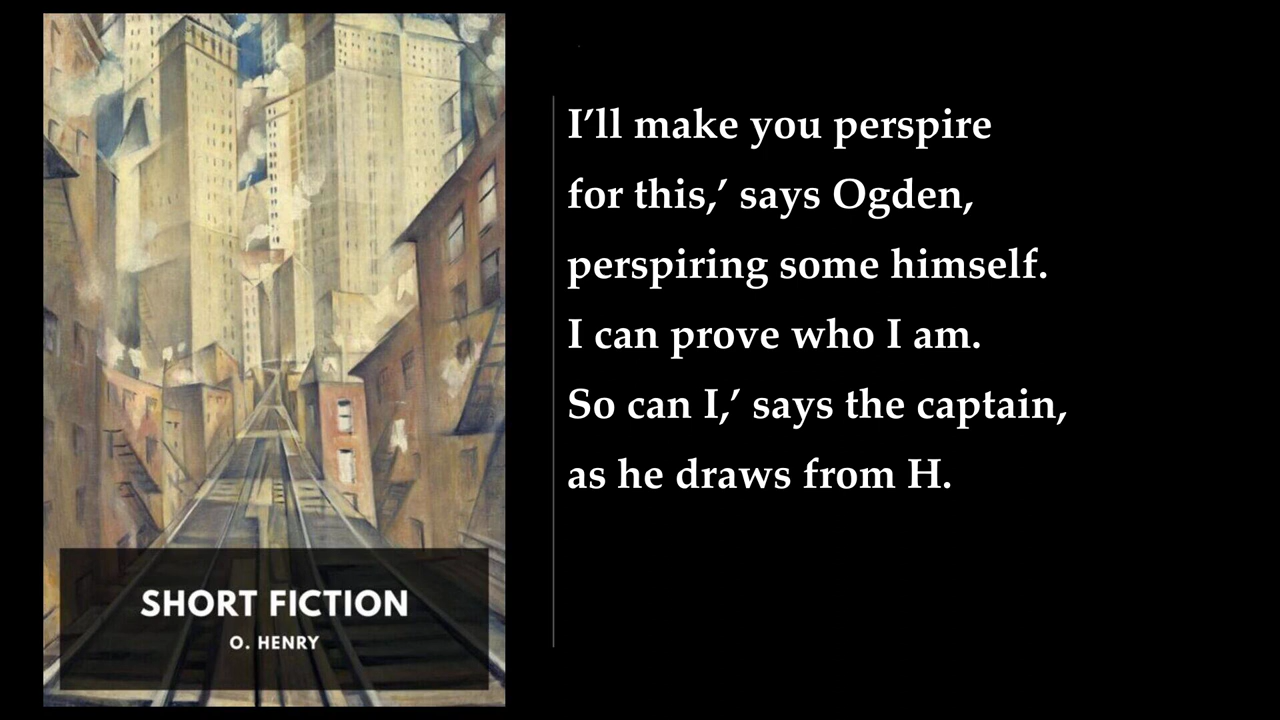 SHORT FICTION
O. HENRY
I’ll make you perspire
for this,’ says Ogden,
perspiring some himself.
I can prove who I am.
So can I,’ says the captain,
as he draws from H.